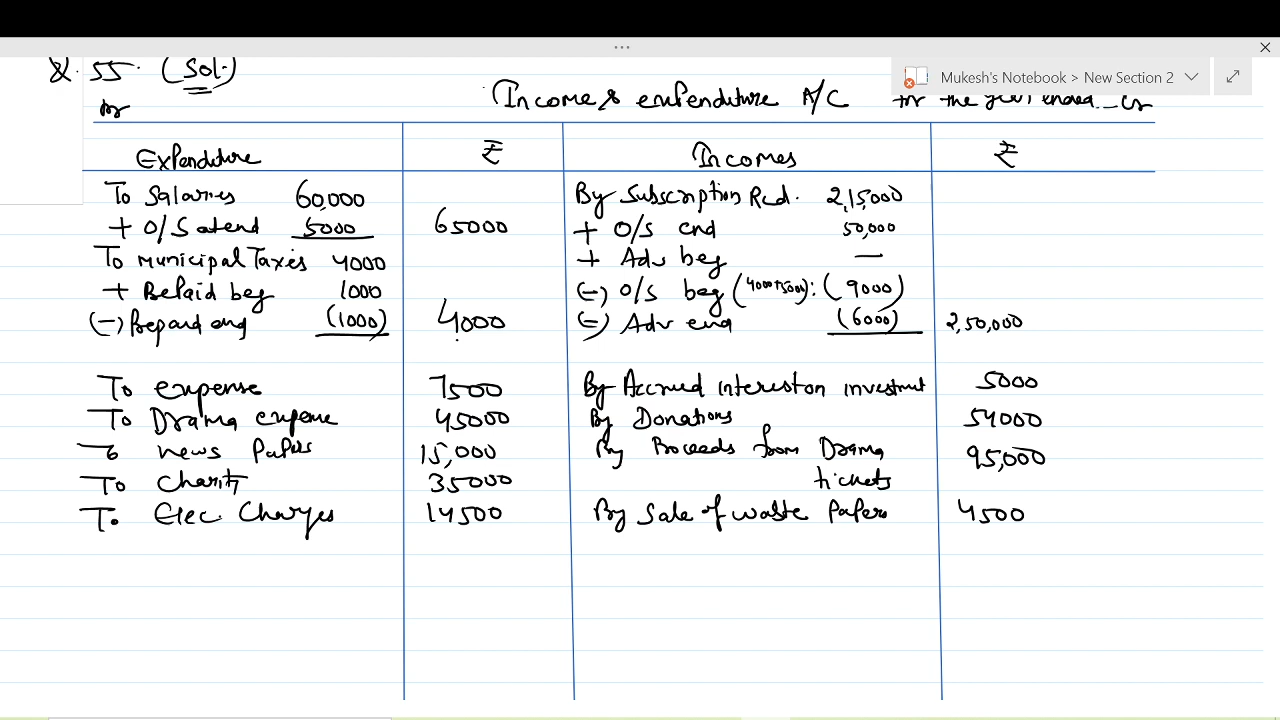 Q. 55. (Sol.)
Mukesh's Notebook > New Section 2
Dr Income & expenditure A/C for the year ended Cr
Expenditure ₹ Incomes ₹
To Salaries 60,000 By Subscription Rcd. 2,15,000
+ O/S at end 5000 65000 + O/S end 50,000
To Municipal Taxes 4000 + Adv beg —
+ Prepaid beg 1000 (-) O/S beg (4000+5000): (9000)
(-) Prepaid end (1000) 4000 (-) Adv end (6000) 2,50,000
To expense 7500 By Accrued interest on investment 5000
To Drama expense 45000 By Donations 54000
To news Papers 15,000 By Proceeds from Drama 95,000
To Charity 35000 tickets
To Elec. Charges 14500 By Sale of waste Papers 4500